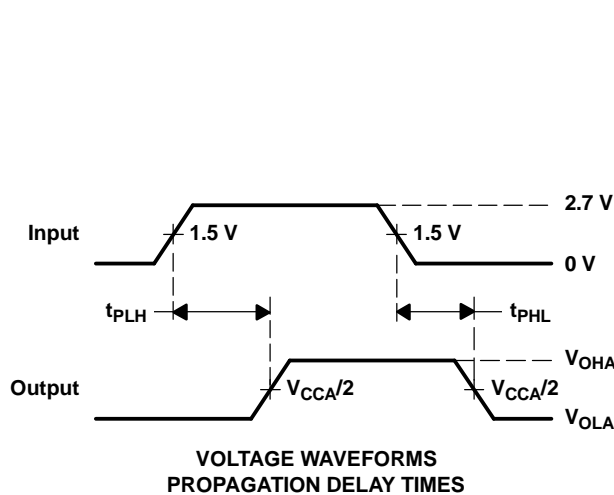 2.7 V
Input
1.5 V
1.5 V
0 V
tPLH
tPHL
VOHA
Output
VCCA/2
VCCA/2
VOLA
VOLTAGE WAVEFORMS
PROPAGATION DELAY TIMES